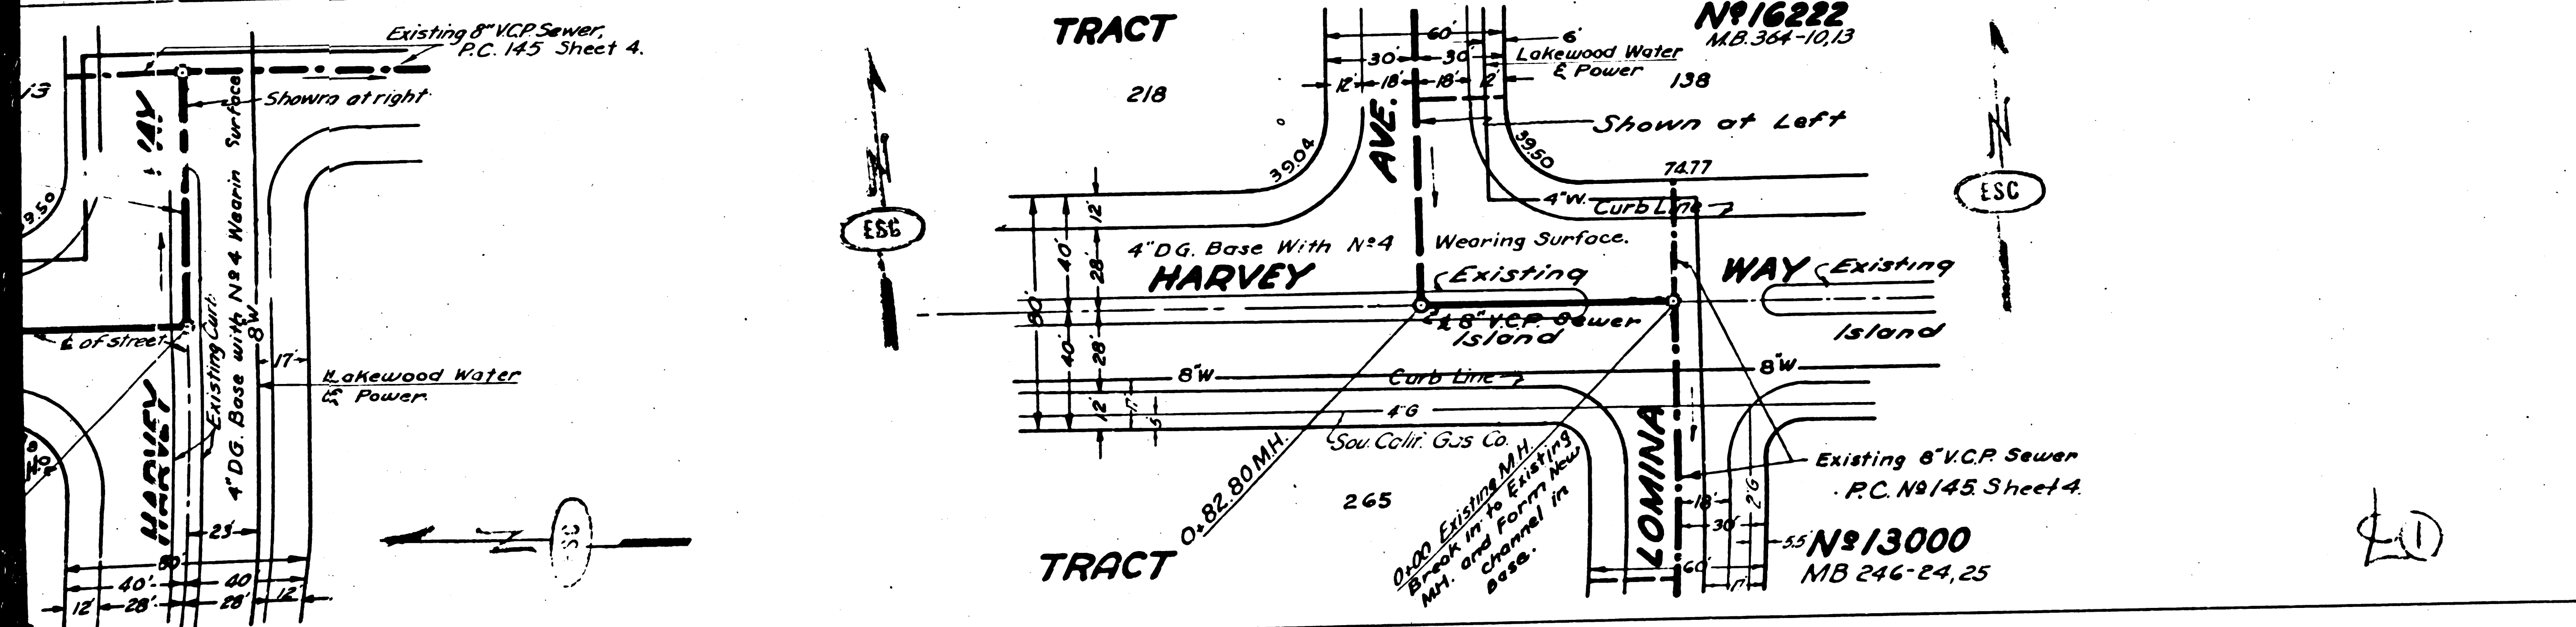 Existing 8" V.C.P. Sewer,
P.C. 145 Sheet 4.
13
Shown at right
Surface
4" D.G. Base with Nº 4 Wearin
8"W
9.50
Existing Curb
℄ of street
17'
Lakewood Water
& Power.
HARVEY
HARVEY
23'
80'
40' 40'
12' 28' 28' 12'
ESC
TRACT
218
Nº 16222
M.B. 364-10,13
60'
6'
30' 30'
Lakewood Water
& Power
138
12' 18' 18' 12'
AVE.
Shown at Left
39.04
39.50
74.77
4"W.
Curb Line
ESC
12'
40'
28'
80'
40'
28'
12'
17'
5'
4" D.G. Base With Nº 4 Wearing Surface.
HARVEY
WAY
Existing
Existing
8" V.C.P. Sewer
Island
Island
8"W
Curb Line
8"W
4"G
Sou. Calif. Gas Co.
0+82.80 M.H.
265
0+00 Existing M.H.
Break in to Existing
M.H. and Form New
channel in
Base.
LOMINA
Existing 8" V.C.P. Sewer
P.C. Nº 145 Sheet 4.
18'
2"G
30'
5.5'
60'
17'
TRACT
Nº 13000
MB 246-24,25
1